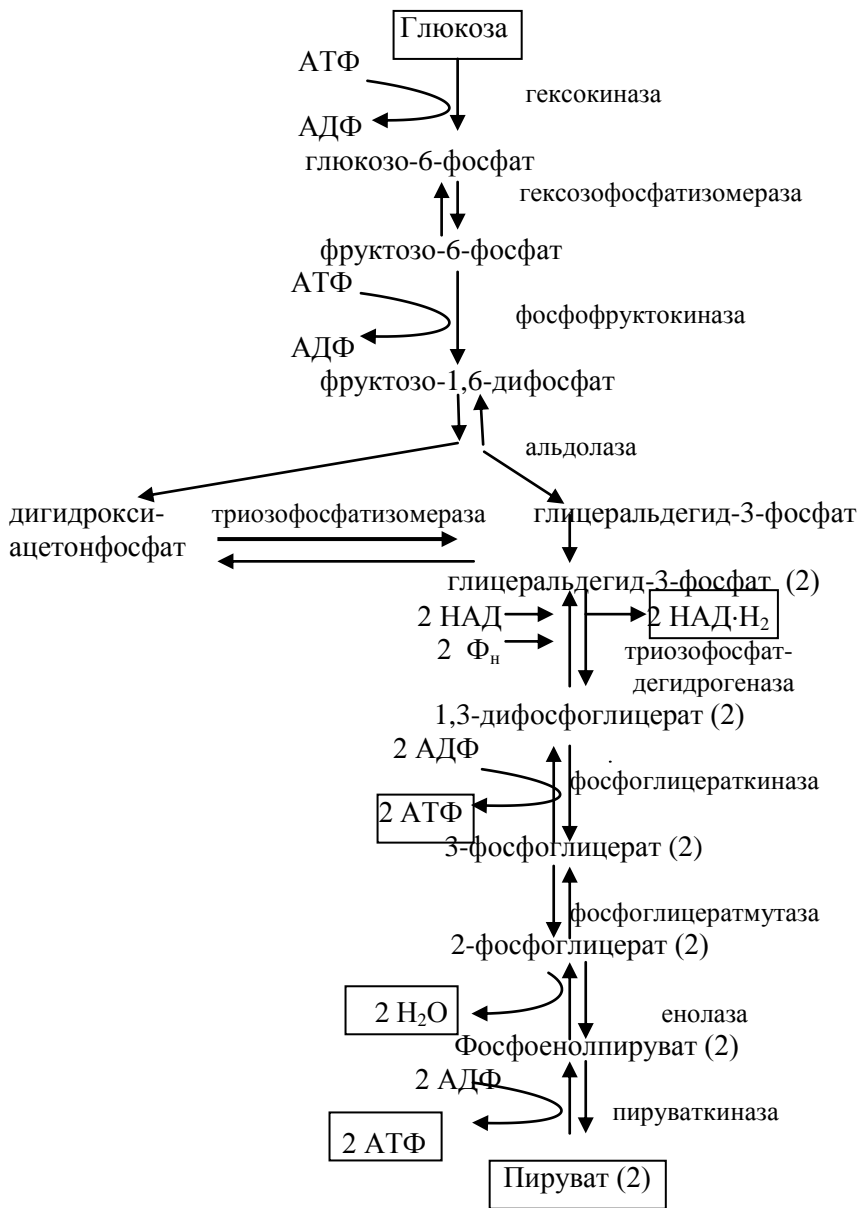 Глюкоза
АТФ
гексокиназа
АДФ
глюкозо-6-фосфат
гексозофосфатизомераза
фруктозо-6-фосфат
АТФ
фосфофруктокиназа
АДФ
фруктозо-1,6-дифосфат
альдолаза
дигидрокси-
ацетонфосфат
триозофосфатизомераза
глицеральдегид-3-фосфат
глицеральдегид-3-фосфат (2)
2 НАД
2 НАД·Н₂
2 Фₙ
триозофосфат-
дегидрогеназа
1,3-дифосфоглицерат (2)
2 АДФ
фосфоглицераткиназа
2 АТФ
3-фосфоглицерат (2)
фосфоглицератмутаза
2-фосфоглицерат (2)
2 Н₂О
енолаза
Фосфоенолпируват (2)
2 АДФ
пируваткиназа
2 АТФ
Пируват (2)